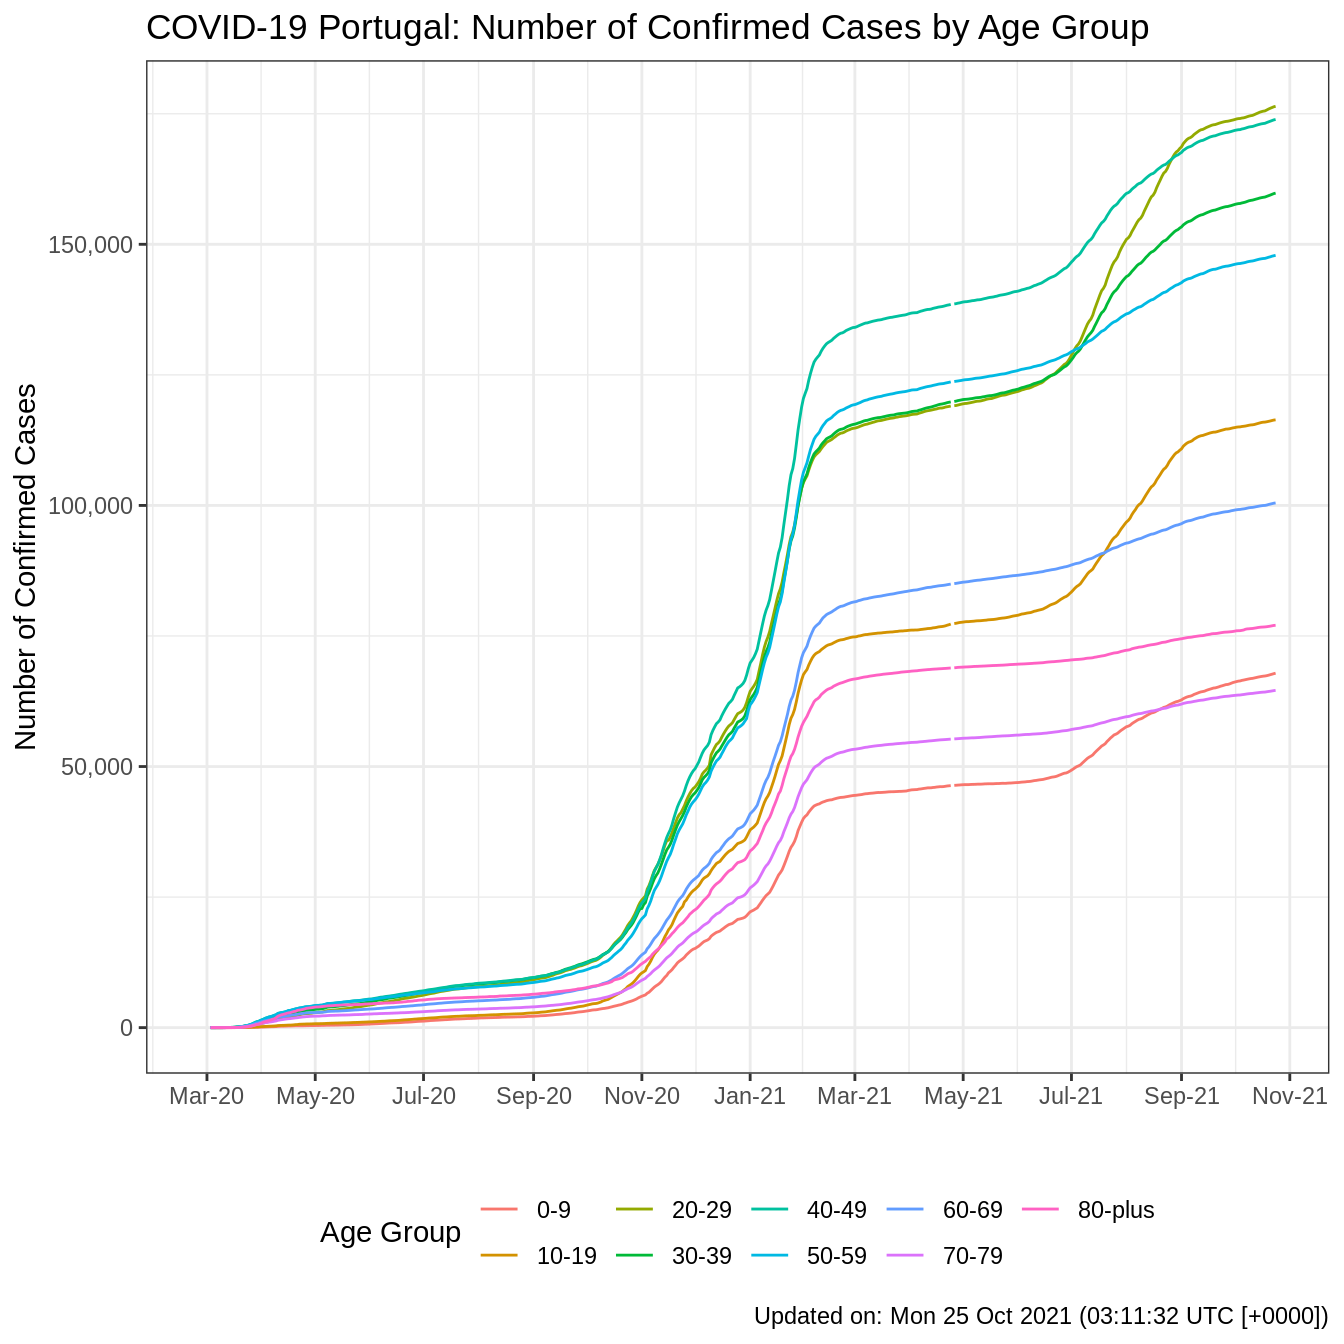 COVID-19 Portugal: Number of Confirmed Cases by Age Group
Number of Confirmed Cases
150,000
100,000
50,000
0
Mar-20 May-20 Jul-20 Sep-20 Nov-20 Jan-21 Mar-21 May-21 Jul-21 Sep-21 Nov-21
Age Group
0-9 20-29 40-49 60-69 80-plus
10-19 30-39 50-59 70-79
Updated on: Mon 25 Oct 2021 (03:11:32 UTC [+0000])